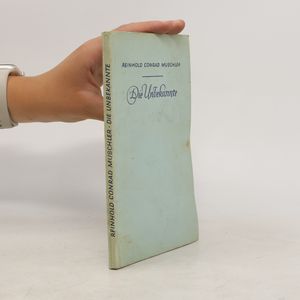 REINHOLD CONRAD MUSCHLER
Die Unbekannte
REINHOLD CONRAD MUSCHLER · DIE UNBEKANNTE